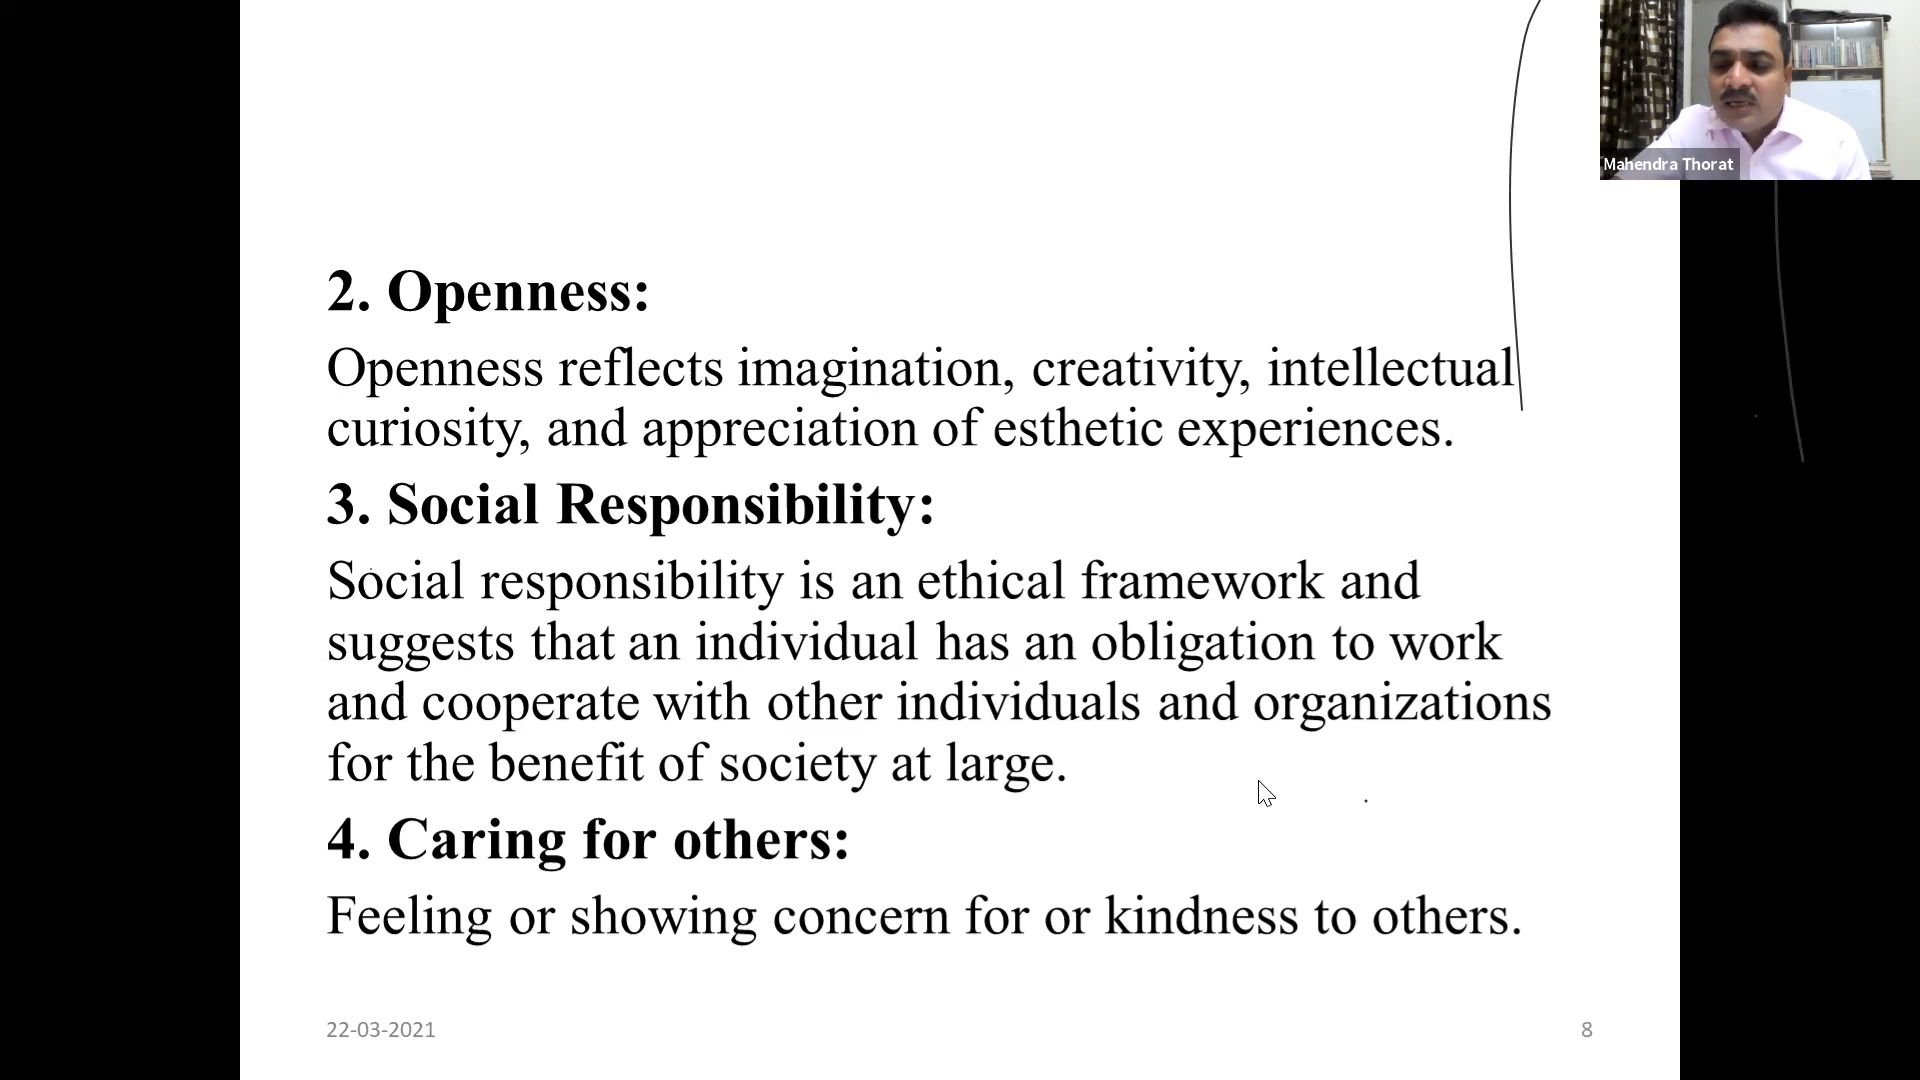 Mahendra Thorat
2. Openness:
Openness reflects imagination, creativity, intellectual
curiosity, and appreciation of esthetic experiences.
3. Social Responsibility:
Social responsibility is an ethical framework and
suggests that an individual has an obligation to work
and cooperate with other individuals and organizations
for the benefit of society at large.
4. Caring for others:
Feeling or showing concern for or kindness to others.
22-03-2021
8